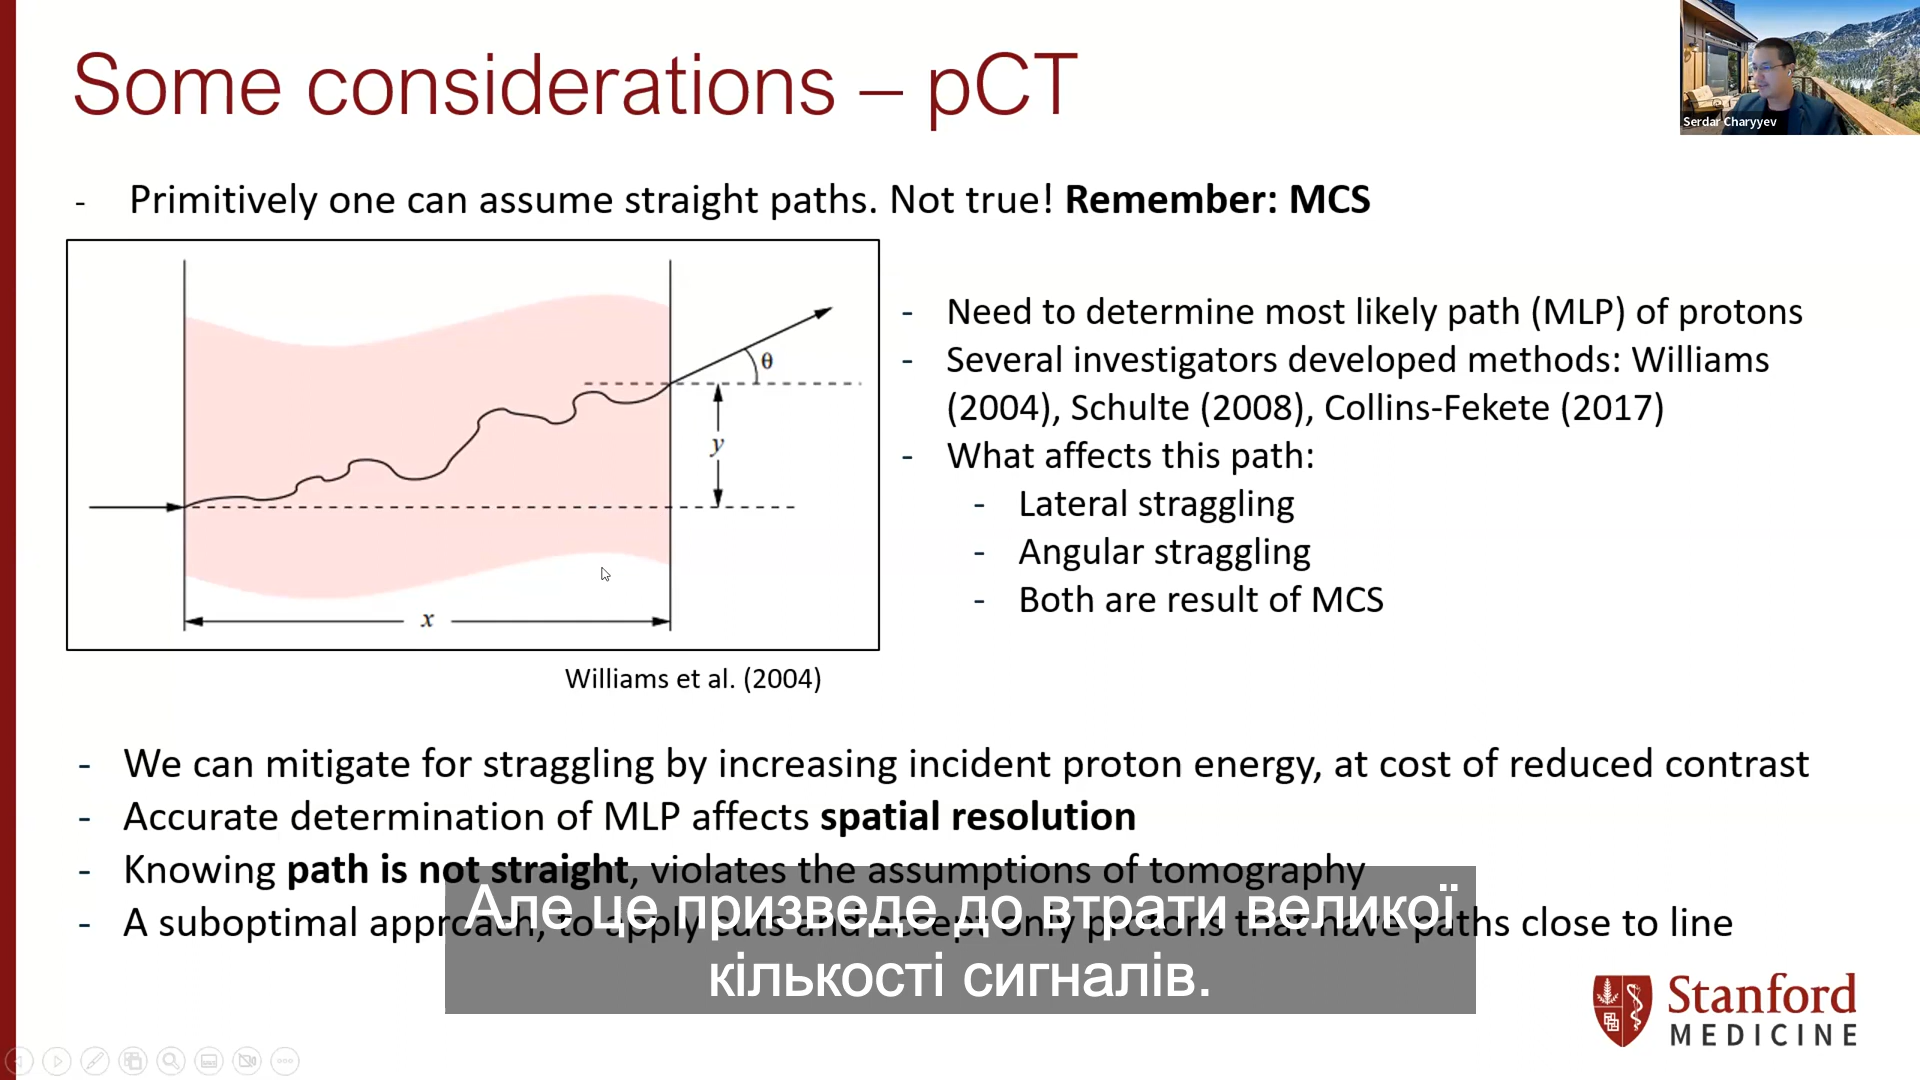 Some considerations – pCT
Serdar Charyyev
- Primitively one can assume straight paths. Not true! Remember: MCS
θ
y
x
Williams et al. (2004)
- Need to determine most likely path (MLP) of protons
- Several investigators developed methods: Williams
(2004), Schulte (2008), Collins-Fekete (2017)
- What affects this path:
- Lateral straggling
- Angular straggling
- Both are result of MCS
- We can mitigate for straggling by increasing incident proton energy, at cost of reduced contrast
- Accurate determination of MLP affects spatial resolution
- Knowing path is not straight, violates the assumptions of tomography
- A suboptimal approach, to apply cuts and accept only protons that have paths close to line
Але це призведе до втрати великої
кількості сигналів.
Stanford
MEDICINE